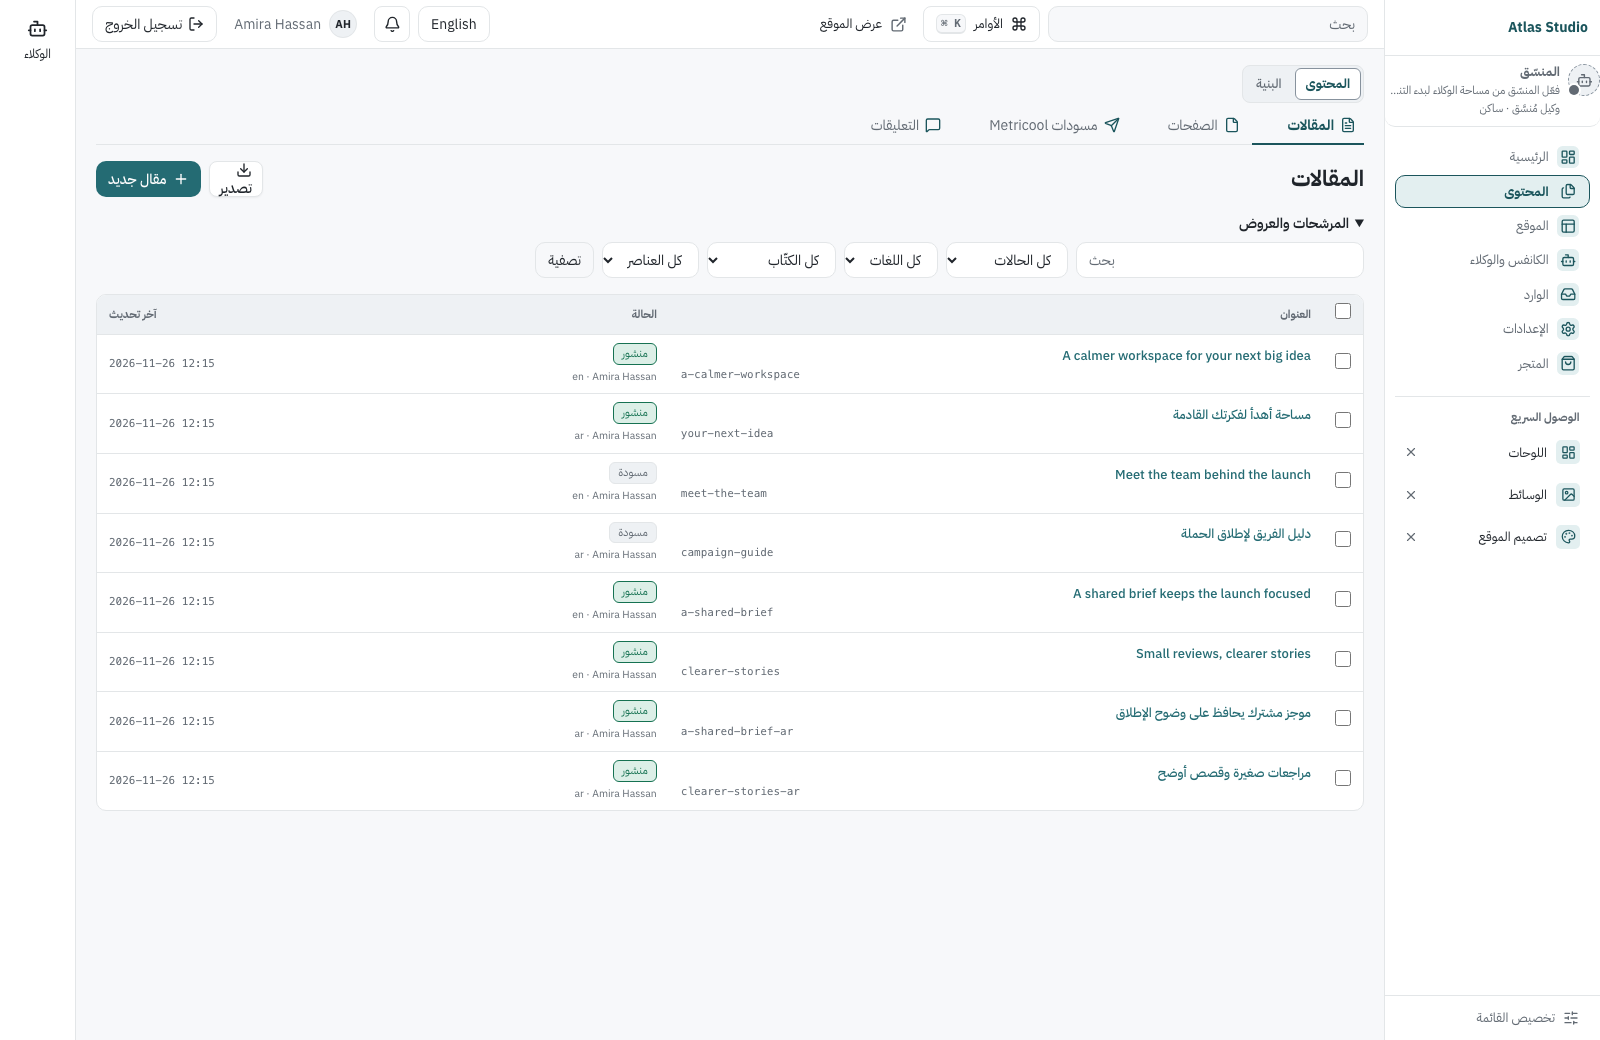 Atlas Studio
المنسّق
فعّل المنسّق من مساحة الوكلاء لبدء التنـ...
وكيل مُنسَّق · ساكن
الرئيسية
المحتوى
الموقع
الكانفس والوكلاء
الوارد
الإعدادات
المتجر
الوصول السريع
اللوحات
الوسائط
تصميم الموقع
تخصيص القائمة
بحث
الأوامر ⌘ K
عرض الموقع
English
AH Amira Hassan
تسجيل الخروج
الوكلاء
المحتوى البنية
المقالات الصفحات مسودات Metricool التعليقات
المقالات
تصدير
مقال جديد
المرشحات والعروض
بحث كل الحالات كل اللغات كل الكتّاب كل العناصر تصفية
العنوان الحالة آخر تحديث
A calmer workspace for your next big idea
a-calmer-workspace
منشور
en · Amira Hassan
2026-11-26 12:15
مساحة أهدأ لفكرتك القادمة
your-next-idea
منشور
ar · Amira Hassan
2026-11-26 12:15
Meet the team behind the launch
meet-the-team
مسودة
en · Amira Hassan
2026-11-26 12:15
دليل الفريق لإطلاق الحملة
campaign-guide
مسودة
ar · Amira Hassan
2026-11-26 12:15
A shared brief keeps the launch focused
a-shared-brief
منشور
en · Amira Hassan
2026-11-26 12:15
Small reviews, clearer stories
clearer-stories
منشور
en · Amira Hassan
2026-11-26 12:15
موجز مشترك يحافظ على وضوح الإطلاق
a-shared-brief-ar
منشور
ar · Amira Hassan
2026-11-26 12:15
مراجعات صغيرة وقصص أوضح
clearer-stories-ar
منشور
ar · Amira Hassan
2026-11-26 12:15